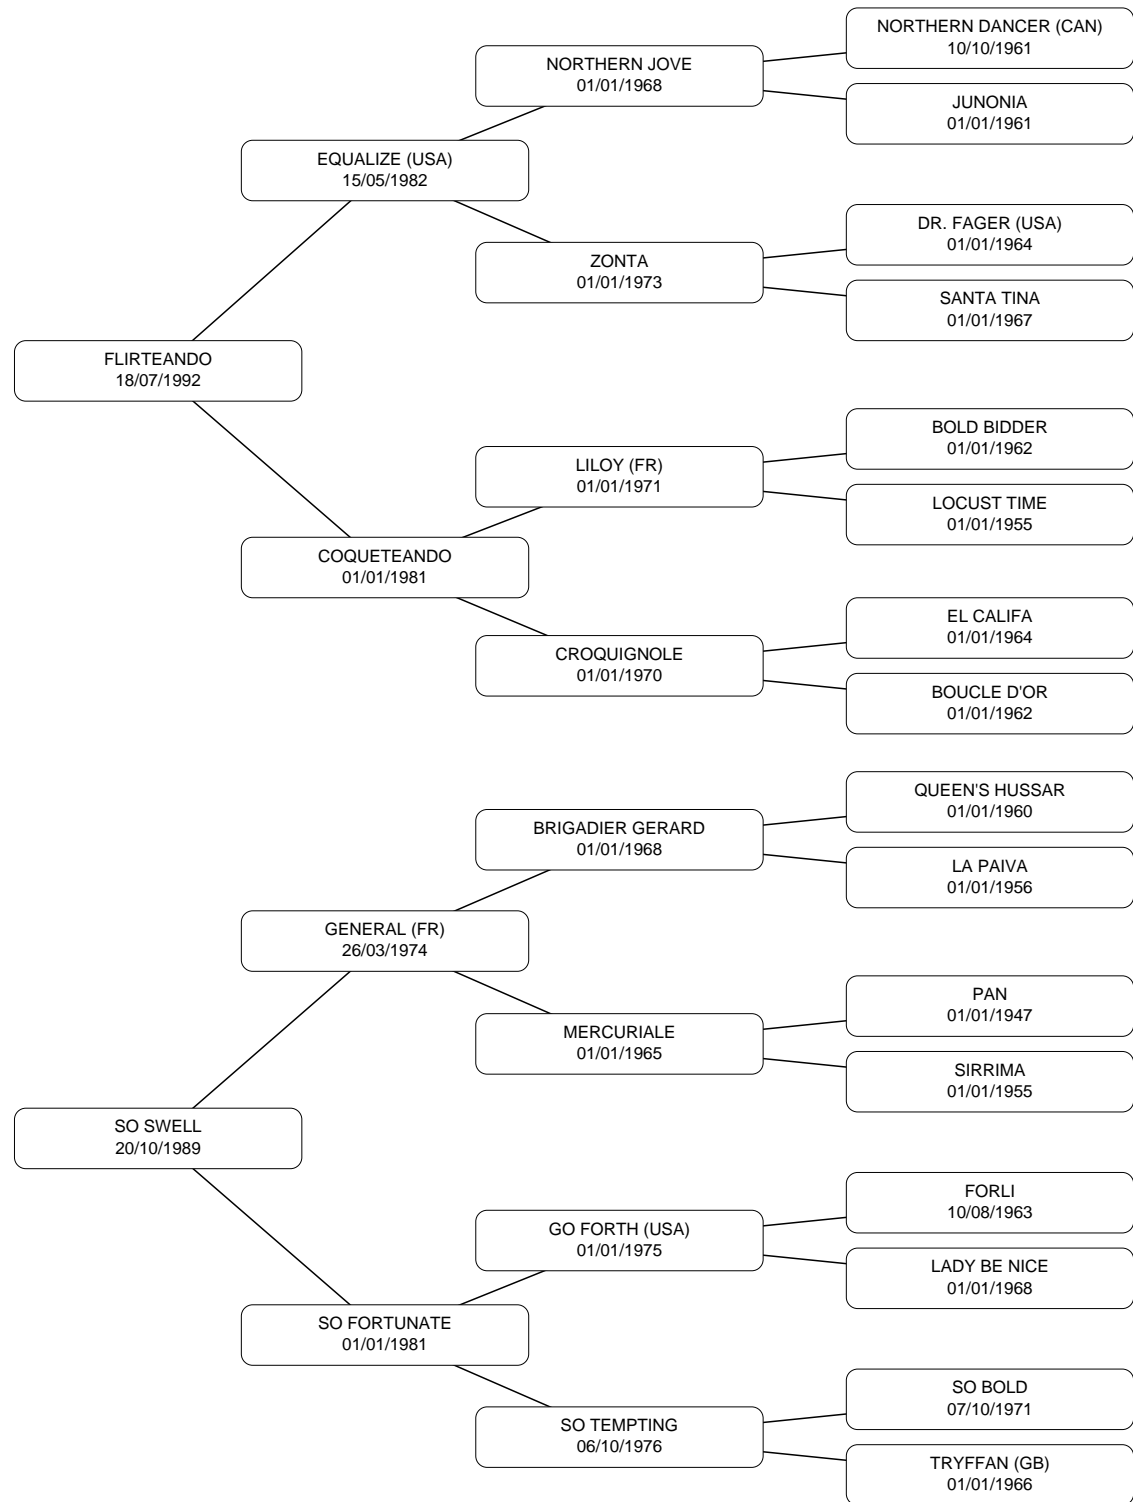 NORTHERN DANCER (CAN)
10/10/1961
NORTHERN JOVE
01/01/1968
JUNONIA
01/01/1961
EQUALIZE (USA)
15/05/1982
DR. FAGER (USA)
01/01/1964
ZONTA
01/01/1973
SANTA TINA
01/01/1967
FLIRTEANDO
18/07/1992
BOLD BIDDER
01/01/1962
LILOY (FR)
01/01/1971
LOCUST TIME
01/01/1955
COQUETEANDO
01/01/1981
EL CALIFA
01/01/1964
CROQUIGNOLE
01/01/1970
BOUCLE D'OR
01/01/1962
QUEEN'S HUSSAR
01/01/1960
BRIGADIER GERARD
01/01/1968
LA PAIVA
01/01/1956
GENERAL (FR)
26/03/1974
PAN
01/01/1947
MERCURIALE
01/01/1965
SIRRIMA
01/01/1955
SO SWELL
20/10/1989
FORLI
10/08/1963
GO FORTH (USA)
01/01/1975
LADY BE NICE
01/01/1968
SO FORTUNATE
01/01/1981
SO BOLD
07/10/1971
SO TEMPTING
06/10/1976
TRYFFAN (GB)
01/01/1966